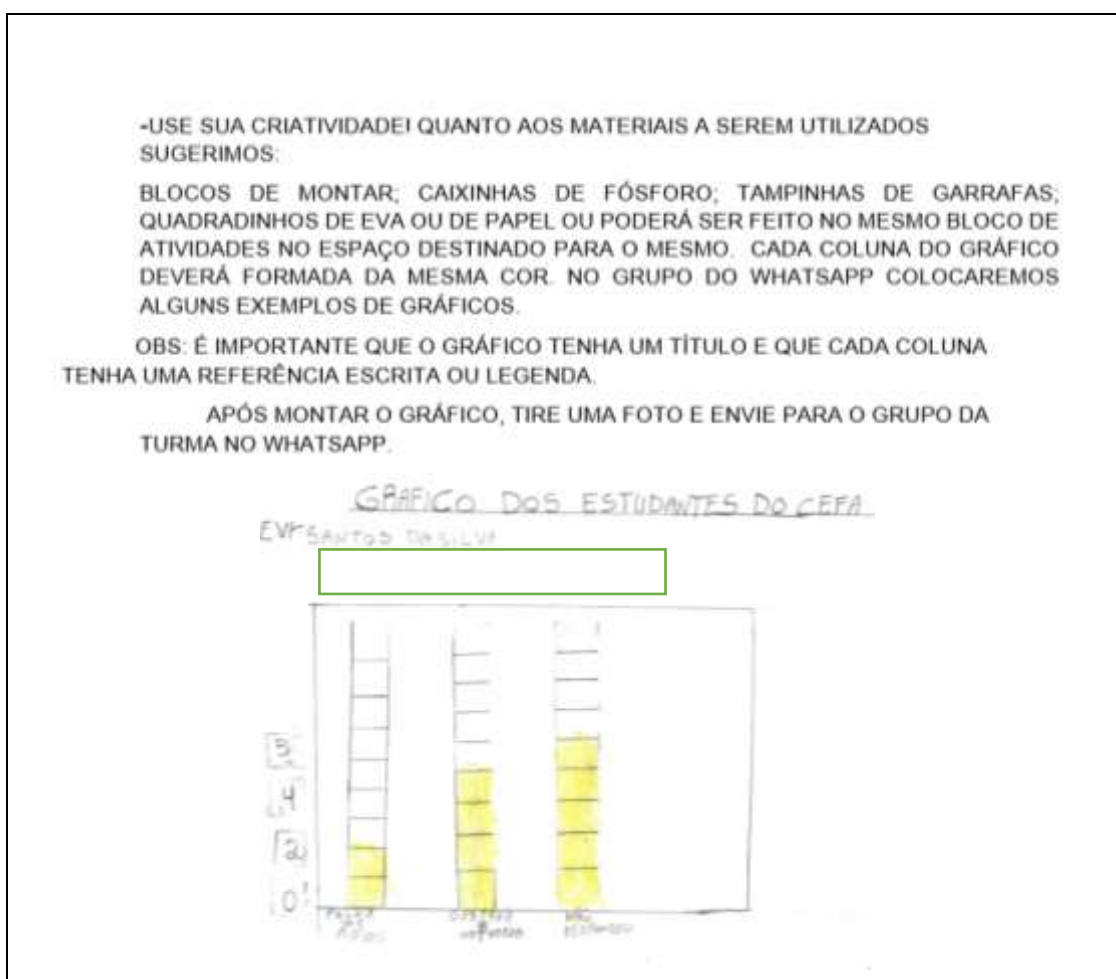 -USE SUA CRIATIVIDADE! QUANTO AOS MATERIAIS A SEREM UTILIZADOS
SUGERIMOS:
BLOCOS DE MONTAR; CAIXINHAS DE FÓSFORO; TAMPINHAS DE GARRAFAS;
QUADRADINHOS DE EVA OU DE PAPEL OU PODERÁ SER FEITO NO MESMO BLOCO DE
ATIVIDADES NO ESPAÇO DESTINADO PARA O MESMO. CADA COLUNA DO GRÁFICO
DEVERÁ FORMADA DA MESMA COR. NO GRUPO DO WHATSAPP COLOCAREMOS
ALGUNS EXEMPLOS DE GRÁFICOS.
OBS: É IMPORTANTE QUE O GRÁFICO TENHA UM TÍTULO E QUE CADA COLUNA
TENHA UMA REFERÊNCIA ESCRITA OU LEGENDA.
APÓS MONTAR O GRÁFICO, TIRE UMA FOTO E ENVIE PARA O GRUPO DA
TURMA NO WHATSAPP.
GRAFICO DOS ESTUDANTES DO CEFA
SANTOS DA SILVA
2
0
NÃO